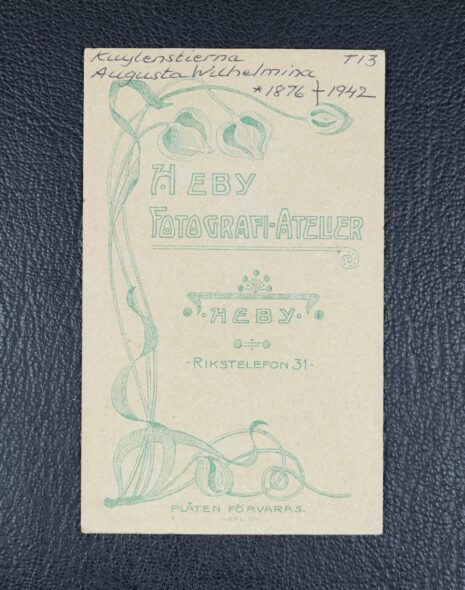 Kuylenstierna T13
Augusta Wilhelmina
* 1876 † 1942
HEBY
FOTOGRAFI-ATELIER
·HEBY·
·RIKSTELEFON 31·
PLÅTEN FÖRVARAS.